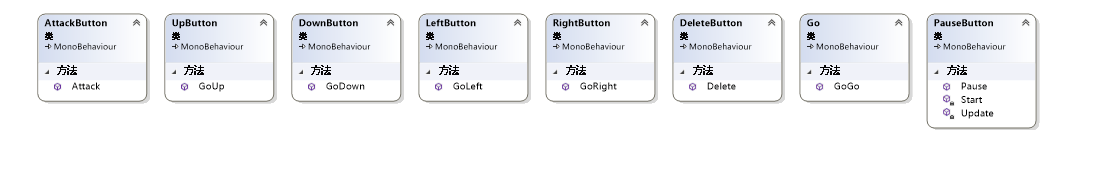 AttackButton
类
MonoBehaviour
方法
Attack
UpButton
类
MonoBehaviour
方法
GoUp
DownButton
类
MonoBehaviour
方法
GoDown
LeftButton
类
MonoBehaviour
方法
GoLeft
RightButton
类
MonoBehaviour
方法
GoRight
DeleteButton
类
MonoBehaviour
方法
Delete
Go
类
MonoBehaviour
方法
GoGo
PauseButton
类
MonoBehaviour
方法
Pause
Start
Update